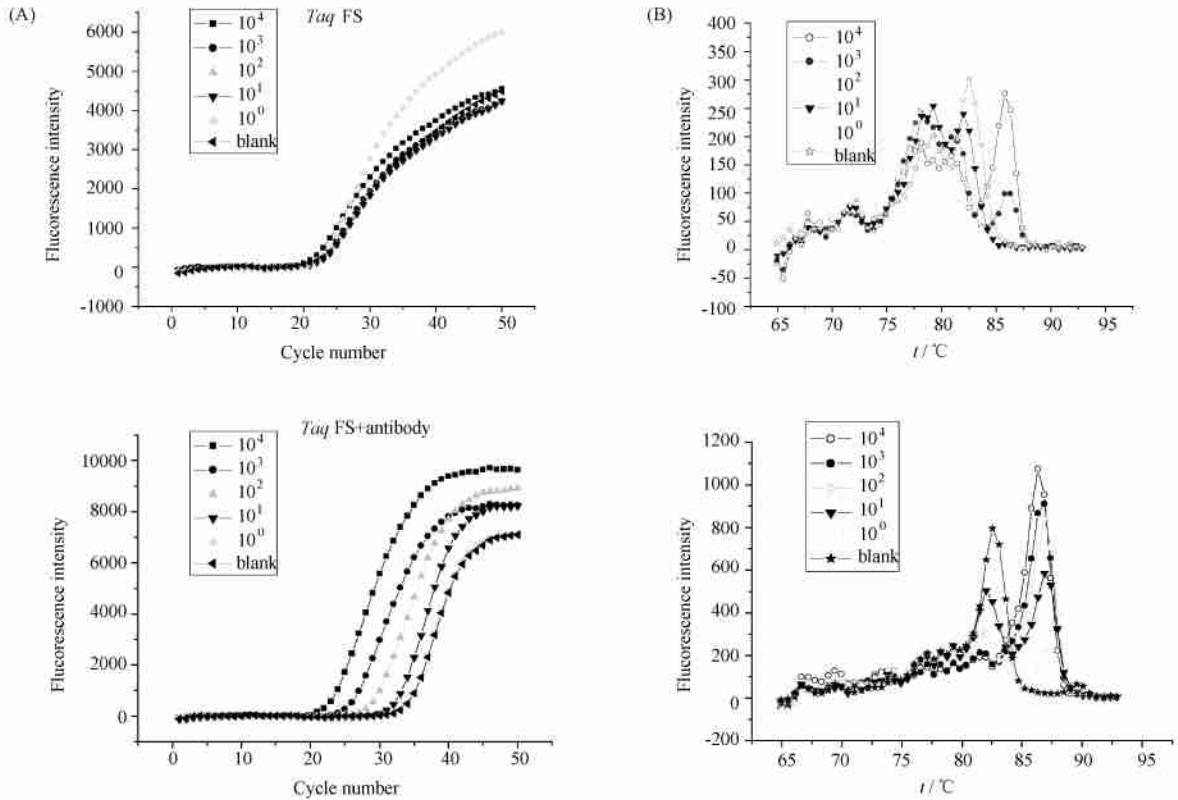 (A)
Taq FS
10⁴
10³
10²
10¹
10⁰
blank
6000
5000
4000
3000
2000
1000
0
-1000
Flucorescence intensity
0 10 20 30 40 50
Cycle number
(B)
10⁴
10³
10²
10¹
10⁰
blank
400
350
300
250
200
150
100
50
0
-50
-100
Flucorescence intensity
65 70 75 80 85 90 95
t / °C
Taq FS+antibody
10⁴
10³
10²
10¹
10⁰
blank
10000
8000
6000
4000
2000
0
Flucorescence intensity
0 10 20 30 40 50
Cycle number
10⁴
10³
10²
10¹
10⁰
blank
1200
1000
800
600
400
200
0
-200
Flucorescence intensity
65 70 75 80 85 90 95
t / °C